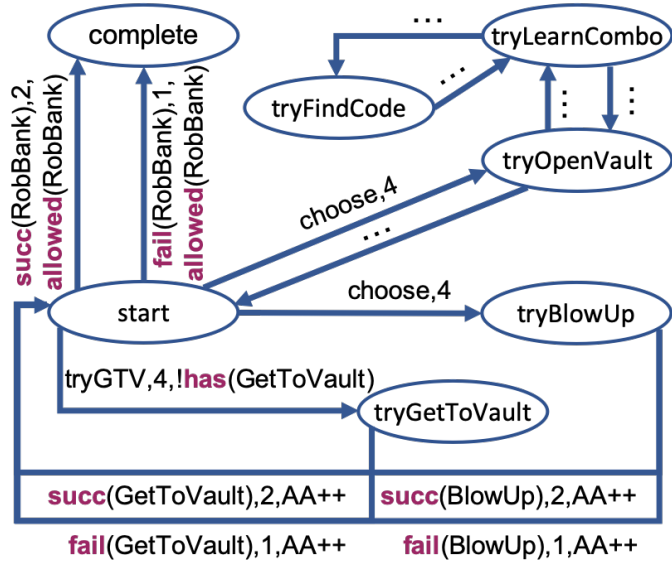 complete
...
tryLearnCombo
...
tryFindCode
...
...
tryOpenVault
succ(RobBank),2,
allowed(RobBank)
fail(RobBank),1,
allowed(RobBank)
choose,4
...
start
choose,4
tryBlowUp
tryGTV,4,!has(GetToVault)
tryGetToVault
succ(GetToVault),2,AA++
succ(BlowUp),2,AA++
fail(GetToVault),1,AA++
fail(BlowUp),1,AA++